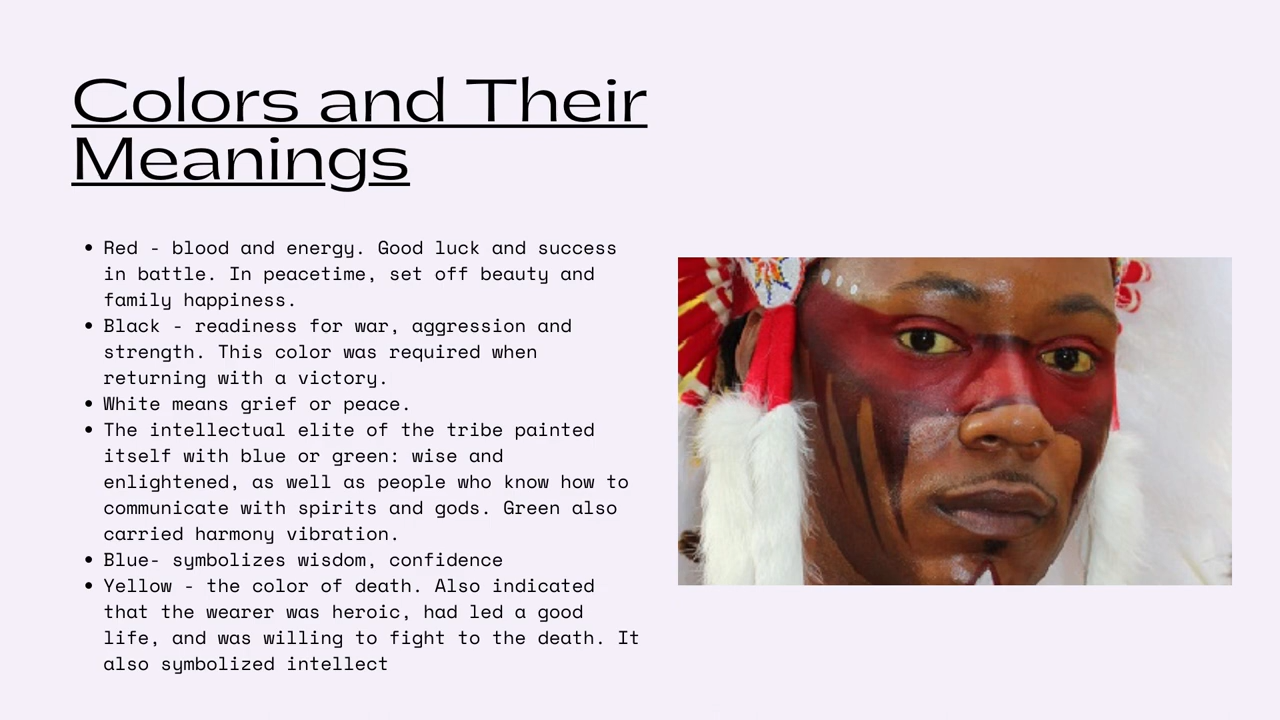 Colors and Their
Meanings
• Red - blood and energy. Good luck and success
in battle. In peacetime, set off beauty and
family happiness.
• Black - readiness for war, aggression and
strength. This color was required when
returning with a victory.
• White means grief or peace.
• The intellectual elite of the tribe painted
itself with blue or green: wise and
enlightened, as well as people who know how to
communicate with spirits and gods. Green also
carried harmony vibration.
• Blue- symbolizes wisdom, confidence
• Yellow - the color of death. Also indicated
that the wearer was heroic, had led a good
life, and was willing to fight to the death. It
also symbolized intellect